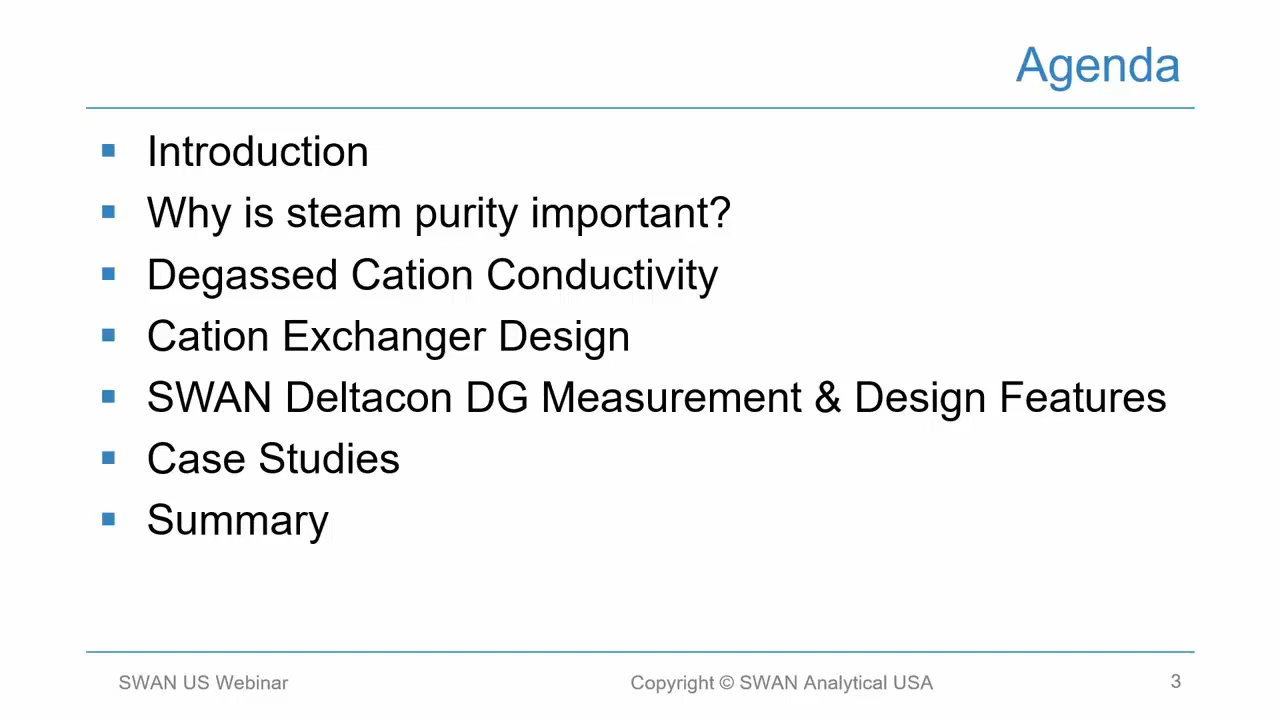 Agenda
Introduction
Why is steam purity important?
Degassed Cation Conductivity
Cation Exchanger Design
SWAN Deltacon DG Measurement & Design Features
Case Studies
Summary
SWAN US Webinar
Copyright © SWAN Analytical USA
3